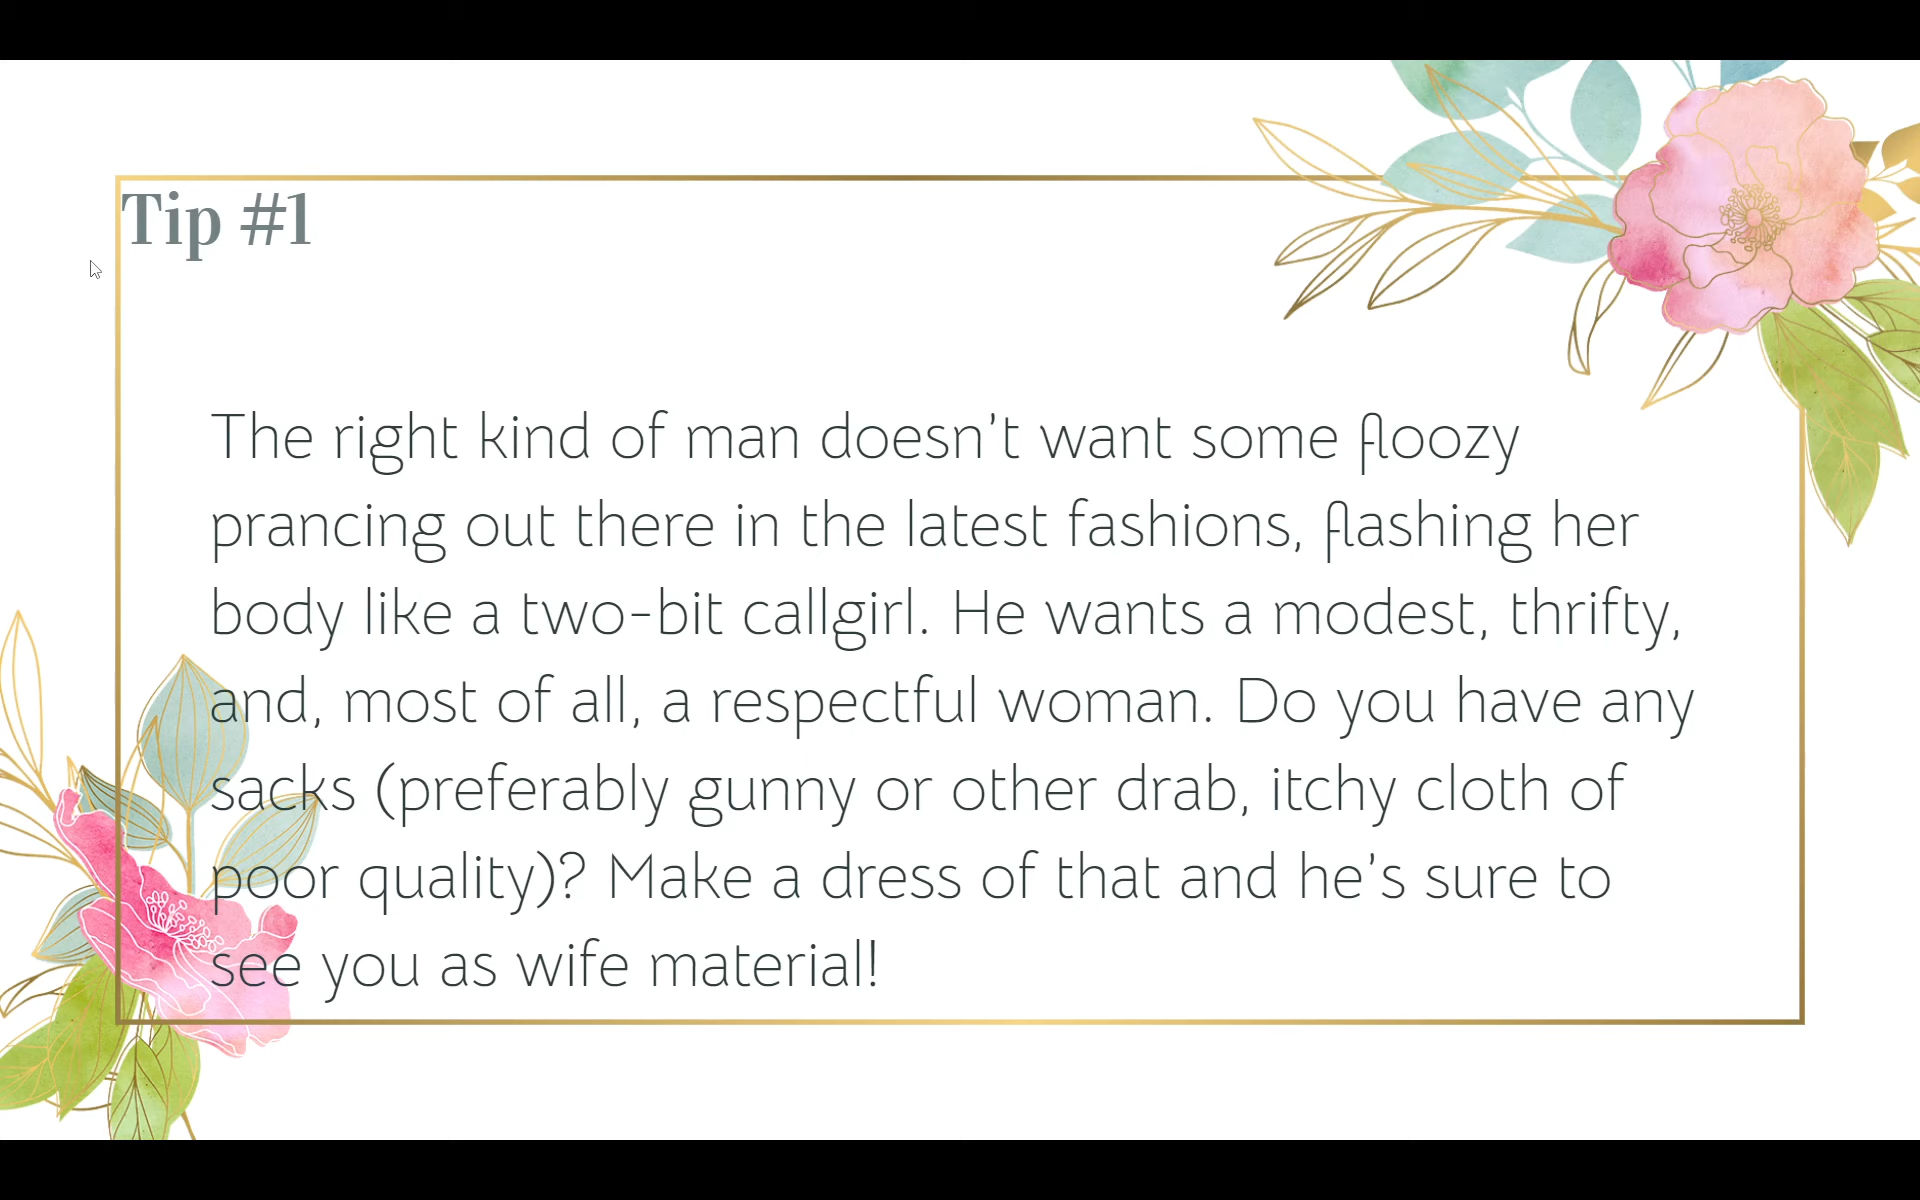 Tip #1
The right kind of man doesn't want some floozy
prancing out there in the latest fashions, flashing her
body like a two-bit callgirl. He wants a modest, thrifty,
and, most of all, a respectful woman. Do you have any
sacks (preferably gunny or other drab, itchy cloth of
poor quality)? Make a dress of that and he's sure to
see you as wife material!